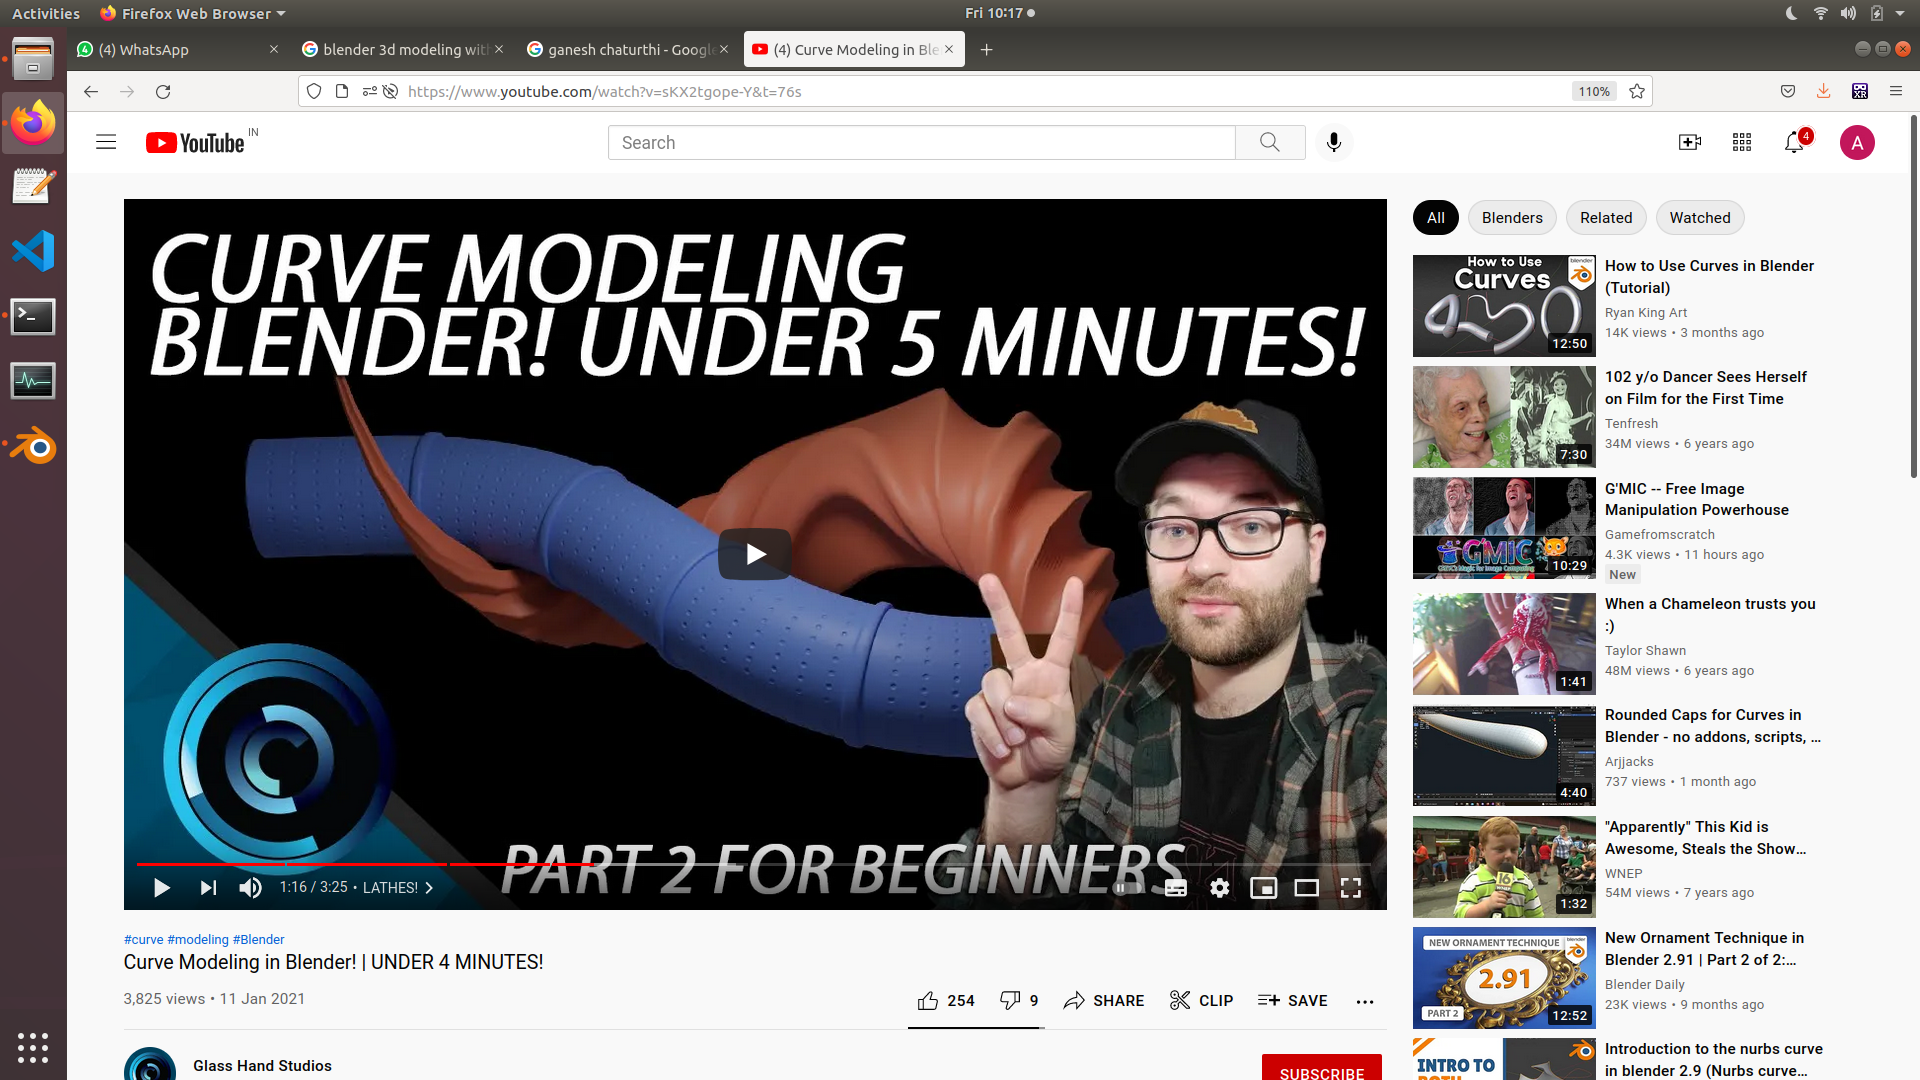 Activities
Firefox Web Browser
Fri 10:17
(4) WhatsApp
blender 3d modeling with
ganesh chaturthi - Google
(4) Curve Modeling in Ble
https://www.youtube.com/watch?v=sKX2tgope-Y&t=76s
110%
YouTube IN
Search
4
A
CURVE MODELING
BLENDER! UNDER 5 MINUTES!
PART 2 FOR BEGINNERS
1:16 / 3:25 • LATHES!
#curve #modeling #Blender
Curve Modeling in Blender! | UNDER 4 MINUTES!
3,825 views • 11 Jan 2021
254
9
SHARE
CLIP
SAVE
Glass Hand Studios
SUBSCRIBE
All
Blenders
Related
Watched
How to Use
Curves
blender
12:50
How to Use Curves in Blender
(Tutorial)
Ryan King Art
14K views • 3 months ago
7:30
102 y/o Dancer Sees Herself
on Film for the First Time
Tenfresh
34M views • 6 years ago
G'MIC
10:29
G'MIC -- Free Image
Manipulation Powerhouse
Gamefromscratch
4.3K views • 11 hours ago
New
1:41
When a Chameleon trusts you
:)
Taylor Shawn
48M views • 6 years ago
4:40
Rounded Caps for Curves in
Blender - no addons, scripts, ...
Arjjacks
737 views • 1 month ago
16
1:32
"Apparently" This Kid is
Awesome, Steals the Show...
WNEP
54M views • 7 years ago
NEW ORNAMENT TECHNIQUE
blender
2.91
PART 2
12:52
New Ornament Technique in
Blender 2.91 | Part 2 of 2:...
Blender Daily
23K views • 9 months ago
INTRO TO
Introduction to the nurbs curve
in blender 2.9 (Nurbs curve...